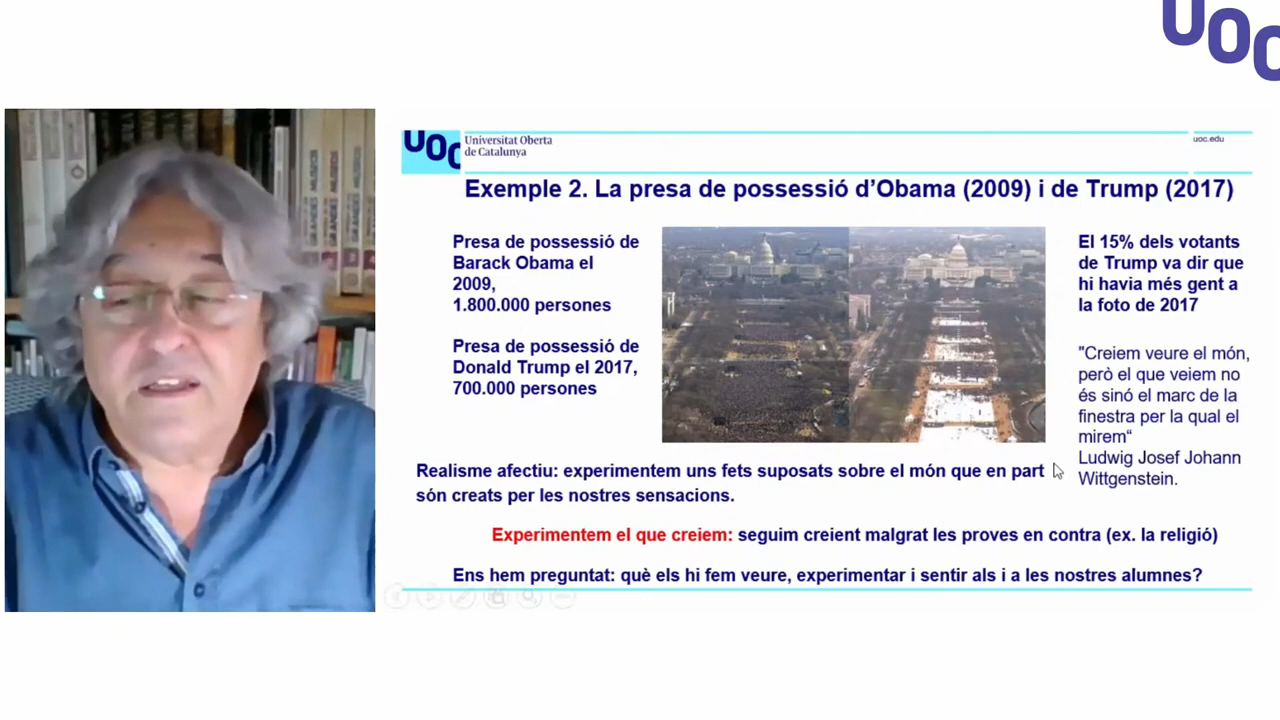 UOC
GRANDES MUSEOS
GRANDES MUSEOS
UOC
Universitat Oberta
de Catalunya
uoc.edu
Exemple 2. La presa de possessió d’Obama (2009) i de Trump (2017)
Presa de possessió de
Barack Obama el
2009,
1.800.000 persones
Presa de possessió de
Donald Trump el 2017,
700.000 persones
El 15% dels votants
de Trump va dir que
hi havia més gent a
la foto de 2017
"Creiem veure el món,
però el que veiem no
és sinó el marc de la
finestra per la qual el
mirem“
Ludwig Josef Johann
Wittgenstein.
Realisme afectiu: experimentem uns fets suposats sobre el món que en part
són creats per les nostres sensacions.
Experimentem el que creiem: seguim creient malgrat les proves en contra (ex. la religió)
Ens hem preguntat: què els hi fem veure, experimentar i sentir als i a les nostres alumnes?